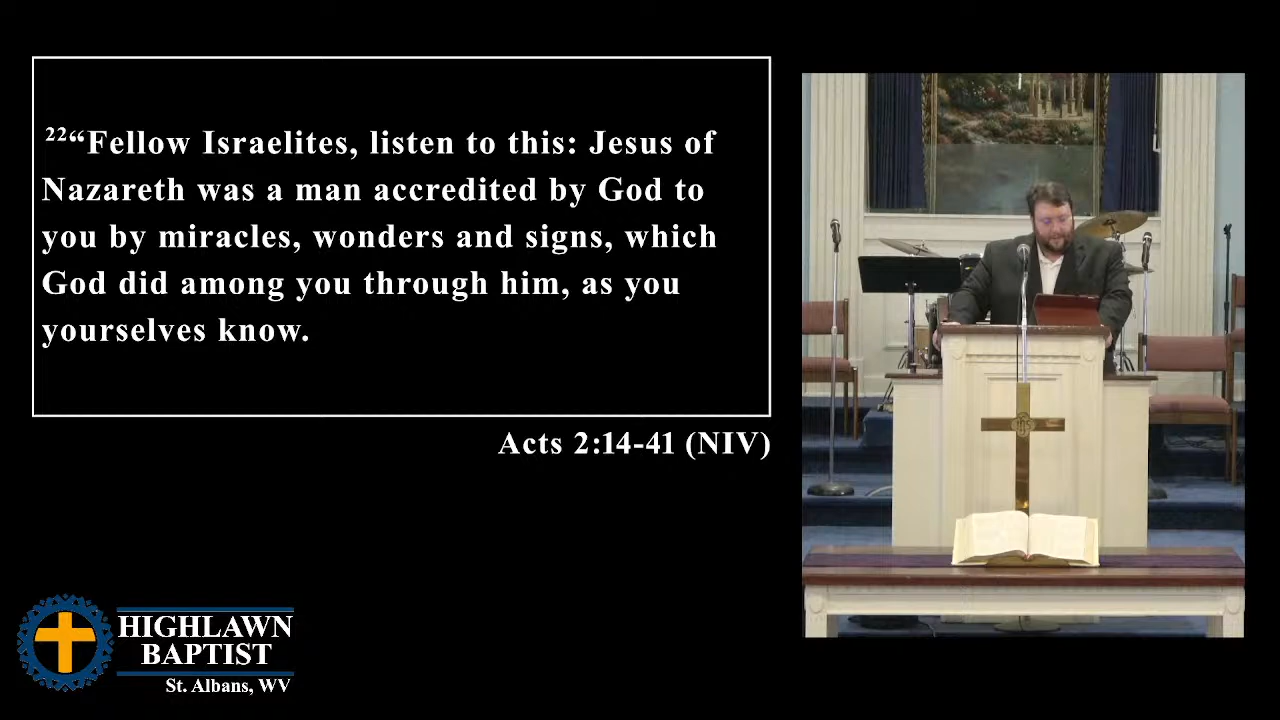 22“Fellow Israelites, listen to this: Jesus of
Nazareth was a man accredited by God to
you by miracles, wonders and signs, which
God did among you through him, as you
yourselves know.
Acts 2:14-41 (NIV)
HIGHLAWN
BAPTIST
St. Albans, WV